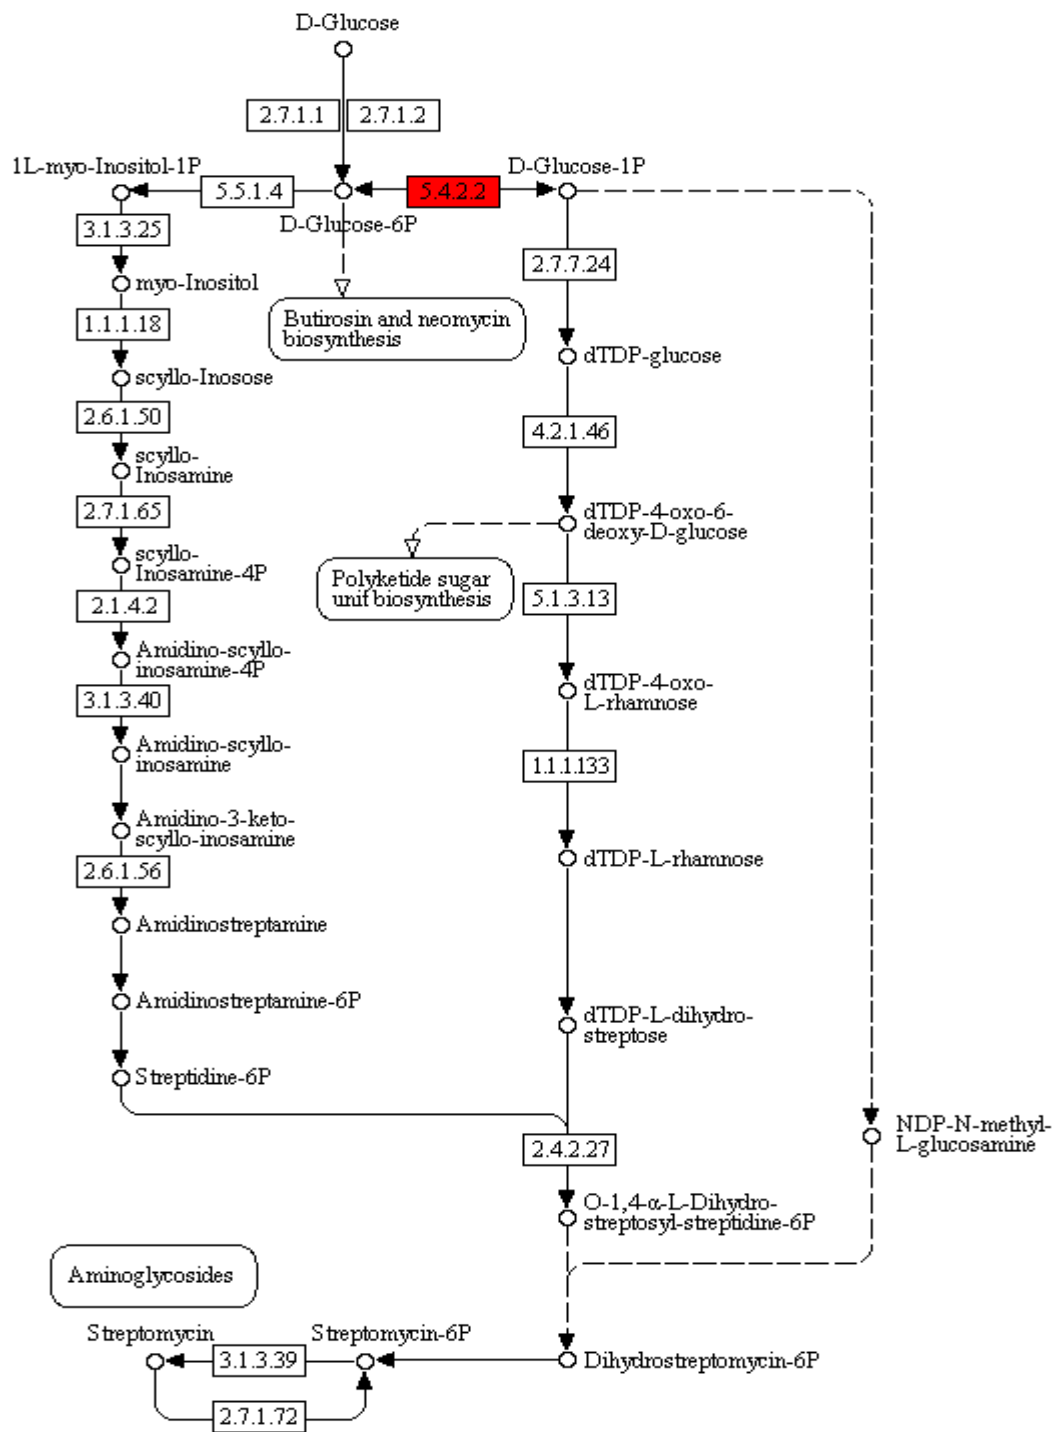 D-Glucose
2.7.1.1
2.7.1.2
1L-myo-Inositol-1P
D-Glucose-1P
5.5.1.4
5.4.2.2
D-Glucose-6P
3.1.3.25
2.7.7.24
myo-Inositol
Butirosin and neomycin
biosynthesis
1.1.1.18
dTDP-glucose
scyllo-Inosose
2.6.1.50
4.2.1.46
scyllo-
Inosamine
2.7.1.65
dTDP-4-oxo-6-
deoxy-D-glucose
scyllo-
Inosamine-4P
Polyketide sugar
unit biosynthesis
2.1.4.2
5.1.3.13
Amidino-scyllo-
inosamine-4P
3.1.3.40
dTDP-4-oxo-
L-rhamnose
Amidino-scyllo-
inosamine
1.1.1.133
Amidino-3-keto-
scyllo-inosamine
2.6.1.56
dTDP-L-rhamnose
Amidinostreptamine
Amidinostreptamine-6P
dTDP-L-dihydro-
streptose
Streptidine-6P
NDP-N-methyl-
L-glucosamine
2.4.2.27
O-1,4-α-L-Dihydro-
streptosyl-streptidine-6P
Aminoglycosides
Streptomycin
Streptomycin-6P
3.1.3.39
Dihydrostreptomycin-6P
2.7.1.72